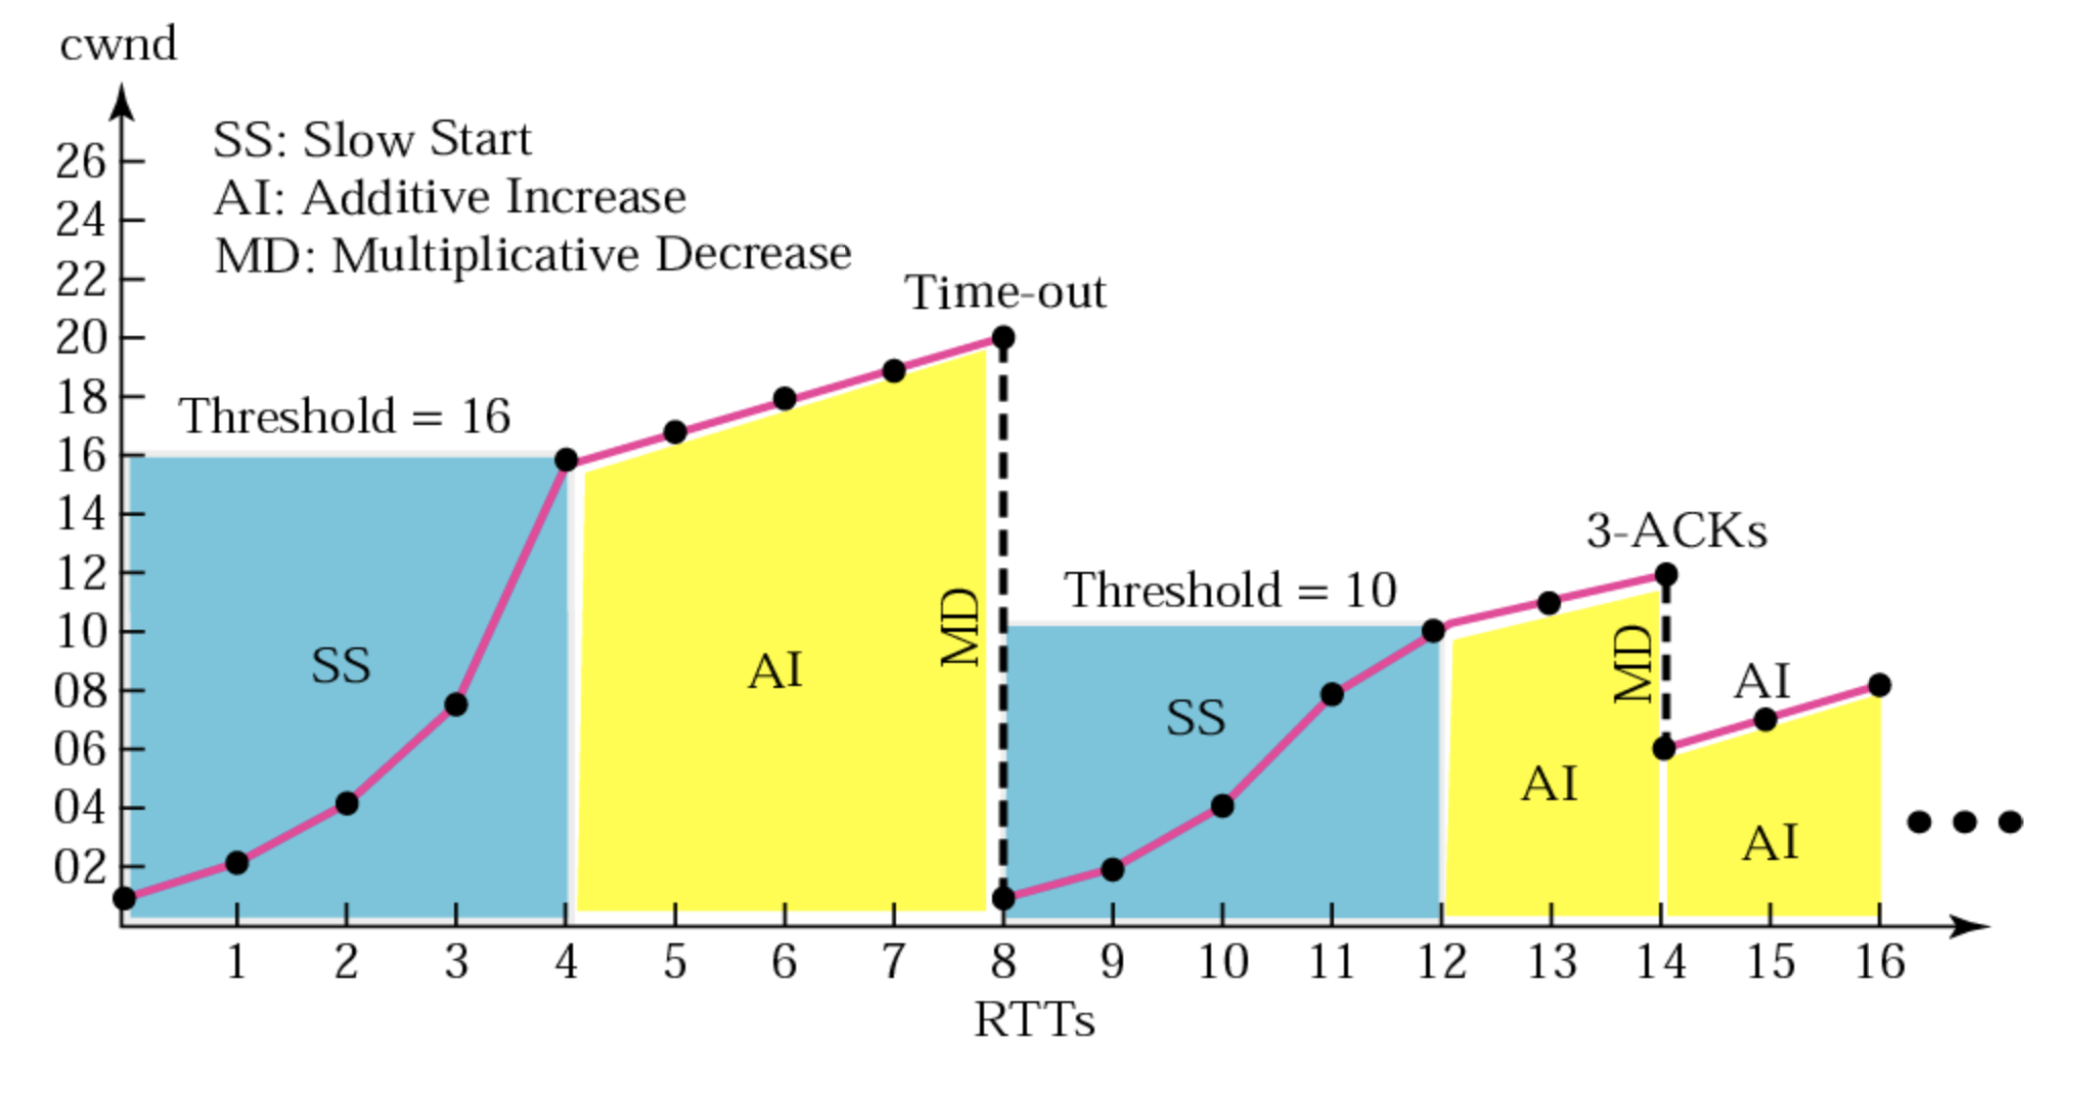 cwnd
SS: Slow Start
AI: Additive Increase
MD: Multiplicative Decrease
26
24
22
20
18
16
14
12
10
08
06
04
02
Time-out
Threshold = 16
3-ACKs
Threshold = 10
SS
AI
MD
SS
AI
MD
AI
AI
1 2 3 4 5 6 7 8 9 10 11 12 13 14 15 16
RTTs